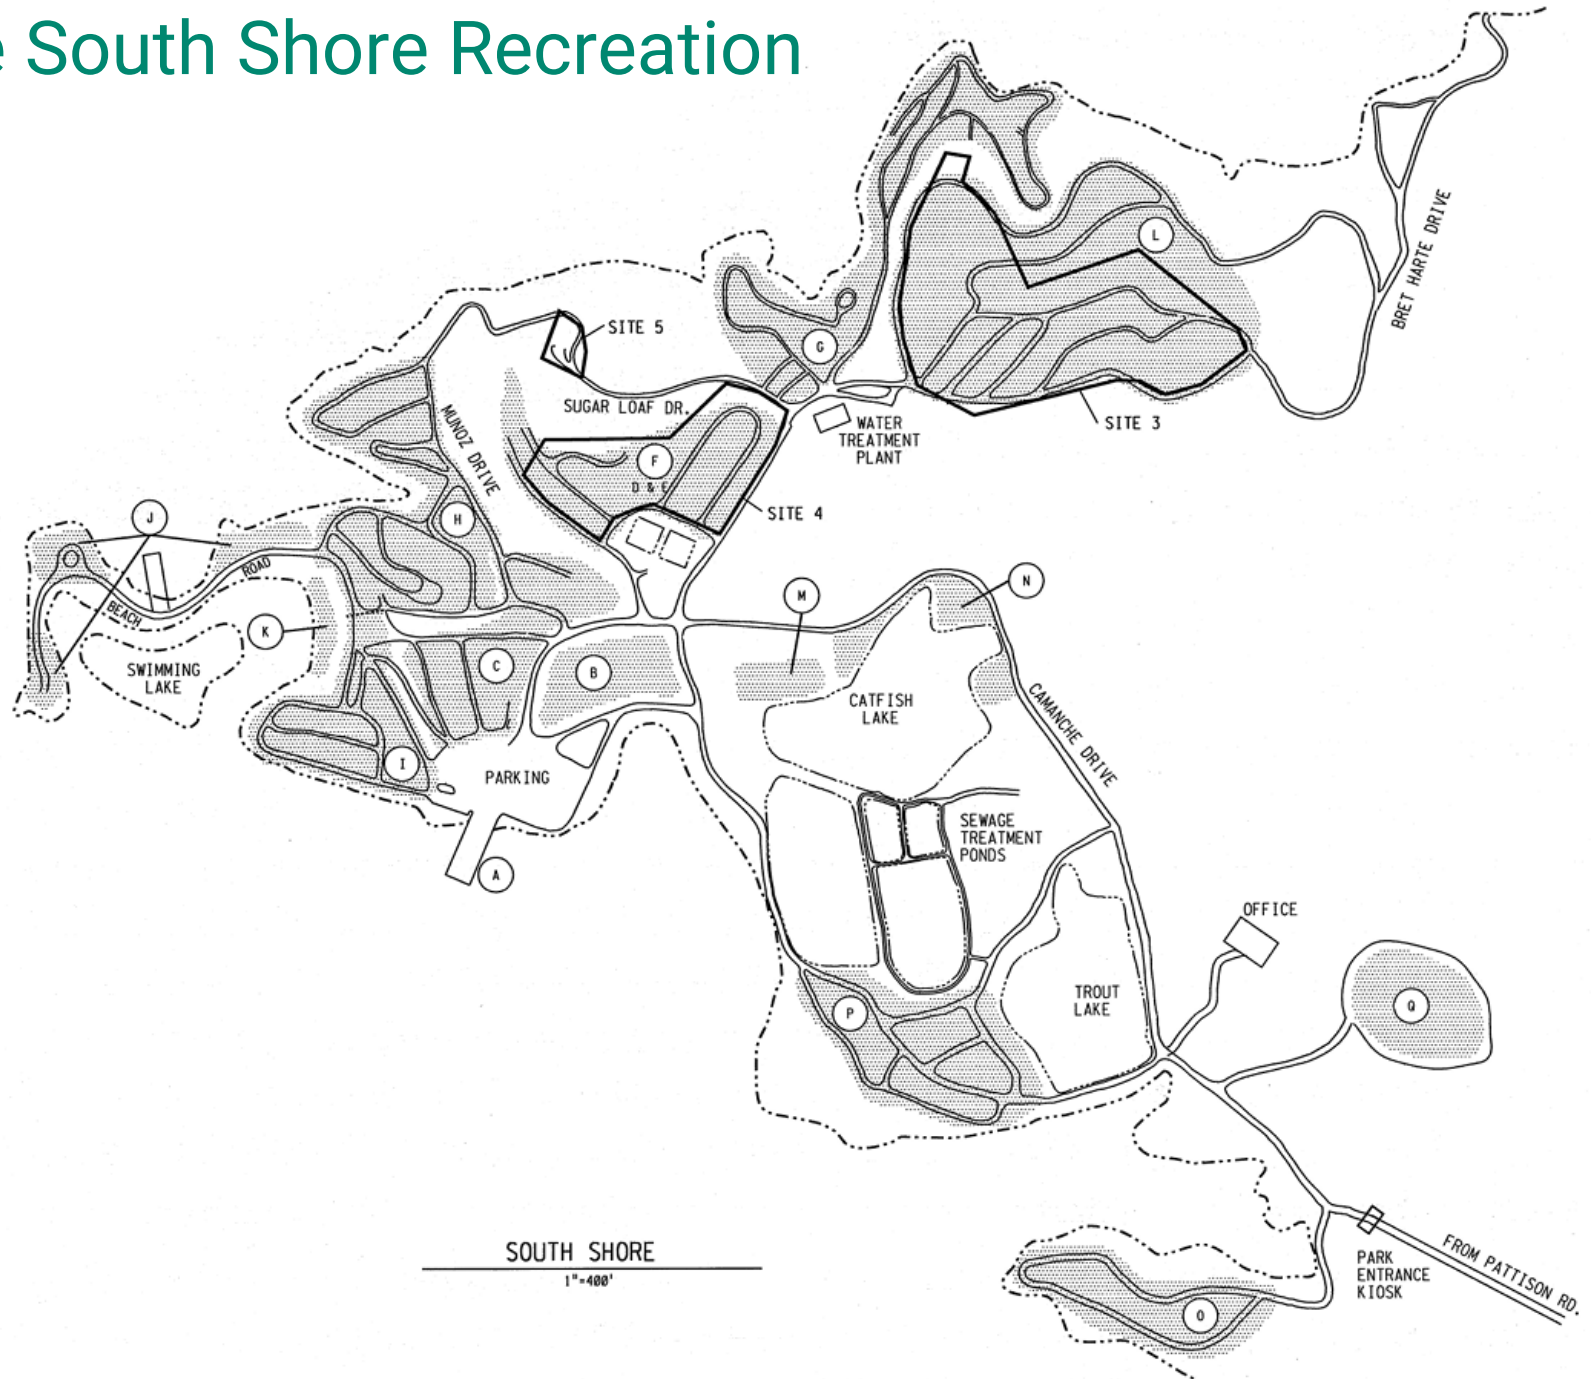 e South Shore Recreation
BRET HARTE DRIVE
L
SITE 5
G
SUGAR LOAF DR.
MUNOZ DRIVE
WATER
TREATMENT
PLANT
SITE 3
F
D & E
SITE 4
H
J
ROAD
BEACH
K
SWIMMING
LAKE
C
B
M
N
CATFISH
LAKE
CAMANCHE DRIVE
I
PARKING
A
SEWAGE
TREATMENT
PONDS
OFFICE
TROUT
LAKE
P
Q
SOUTH SHORE
1"=400'
PARK
ENTRANCE
KIOSK
FROM PATTISON RD.
O